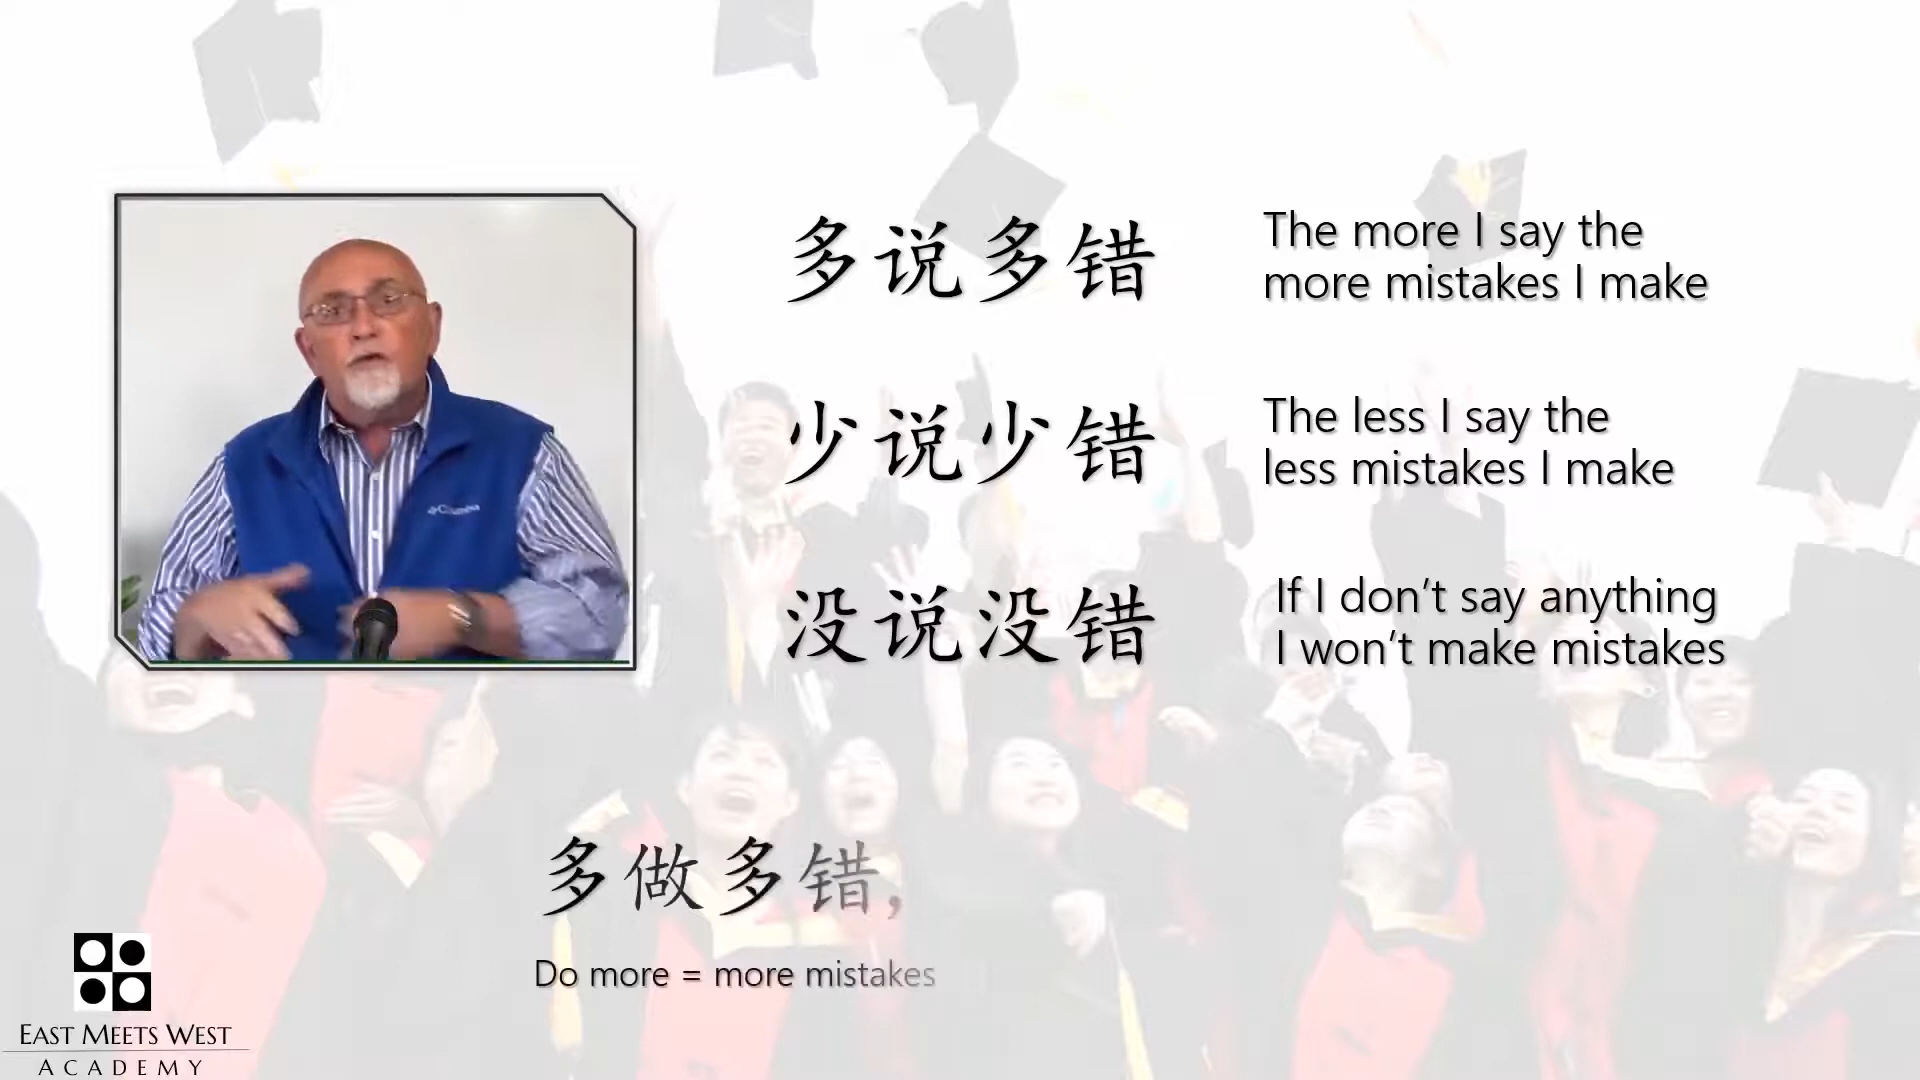 多说多错
The more I say the
more mistakes I make
少说少错
The less I say the
less mistakes I make
没说没错
If I don't say anything
I won't make mistakes
多做多错,
Do more = more mistakes
Columbia
EAST MEETS WEST
ACADEMY